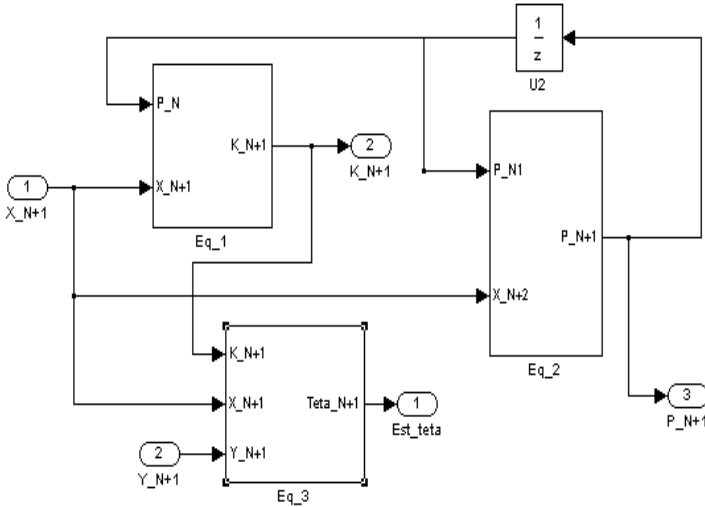 1
z
U2
P_N
K_N+1
X_N+1
Eq_1
2
K_N+1
1
X_N+1
P_N1
P_N+1
X_N+2
Eq_2
K_N+1
X_N+1
Teta_N+1
Y_N+1
Eq_3
1
Est_teta
3
P_N+1
2
Y_N+1